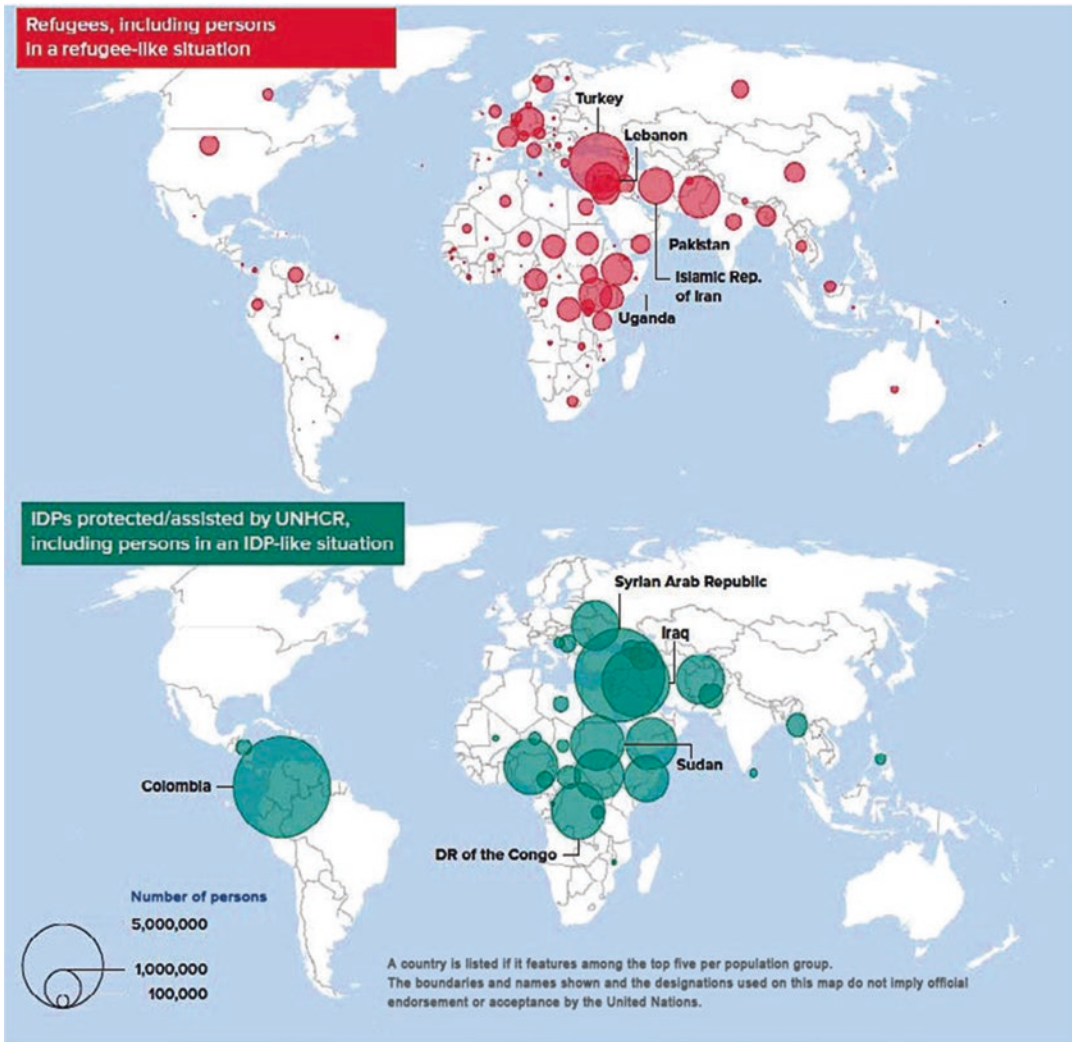 Refugees, including persons
in a refugee-like situation
Turkey
Lebanon
Pakistan
Islamic Rep.
of Iran
Uganda
IDPs protected/assisted by UNHCR,
including persons in an IDP-like situation
Syrian Arab Republic
Iraq
Sudan
Colombia
DR of the Congo
Number of persons
5,000,000
1,000,000
100,000
A country is listed if it features among the top five per population group.
The boundaries and names shown and the designations used on this map do not imply official
endorsement or acceptance by the United Nations.